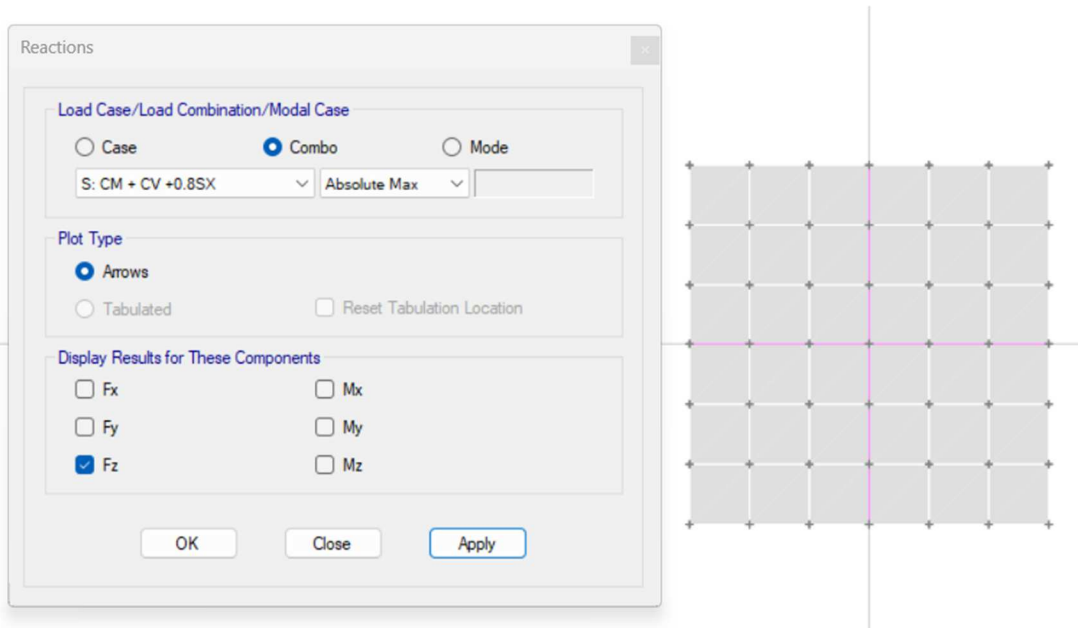 Reactions
Load Case/Load Combination/Modal Case
Case Combo Mode
S: CM + CV +0.8SX Absolute Max
Plot Type
Arrows
Tabulated Reset Tabulation Location
Display Results for These Components
Fx Mx
Fy My
Fz Mz
OK Close Apply